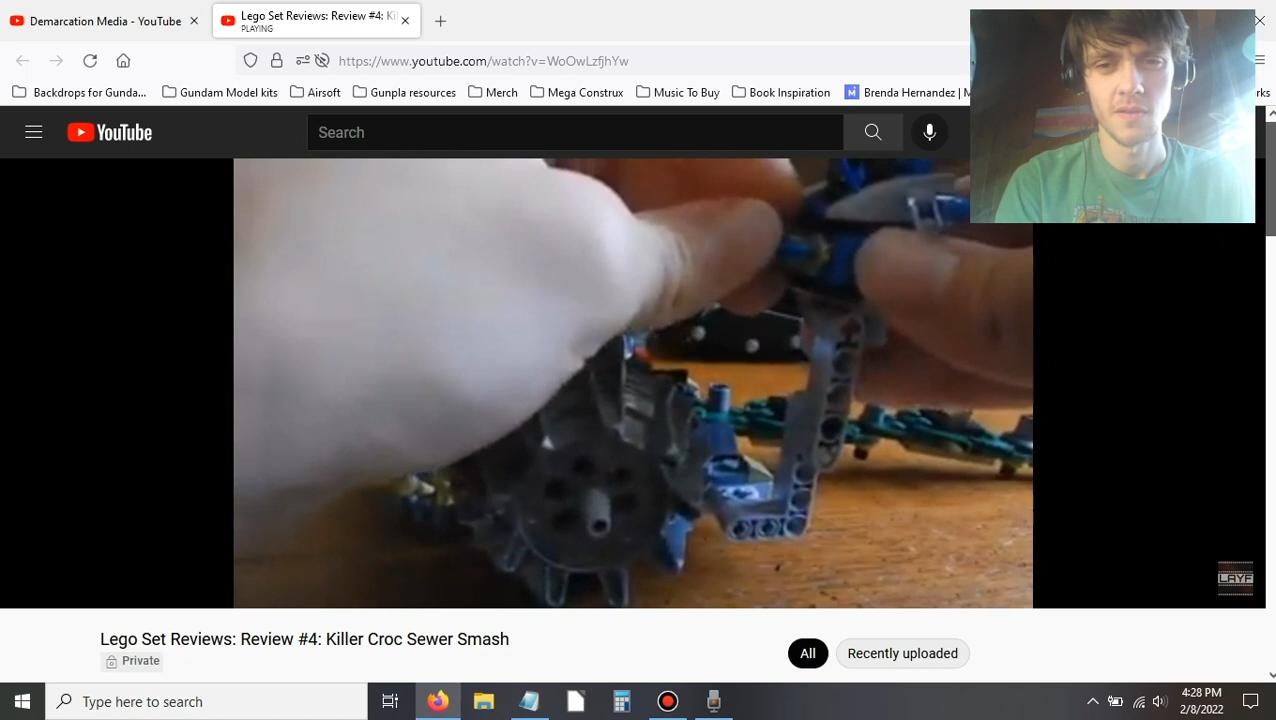 Demarcation Media - YouTube
Lego Set Reviews: Review #4: Kil
PLAYING
https://www.youtube.com/watch?v=WoOwLzfjhYw
Backdrops for Gunda...
Gundam Model kits
Airsoft
Gunpla resources
Merch
Mega Construx
Music To Buy
Book Inspiration
Brenda Hernandez | M
rks
YouTube
Search
LAYF
Lego Set Reviews: Review #4: Killer Croc Sewer Smash
Private
All
Recently uploaded
Type here to search
4:28 PM
2/8/2022